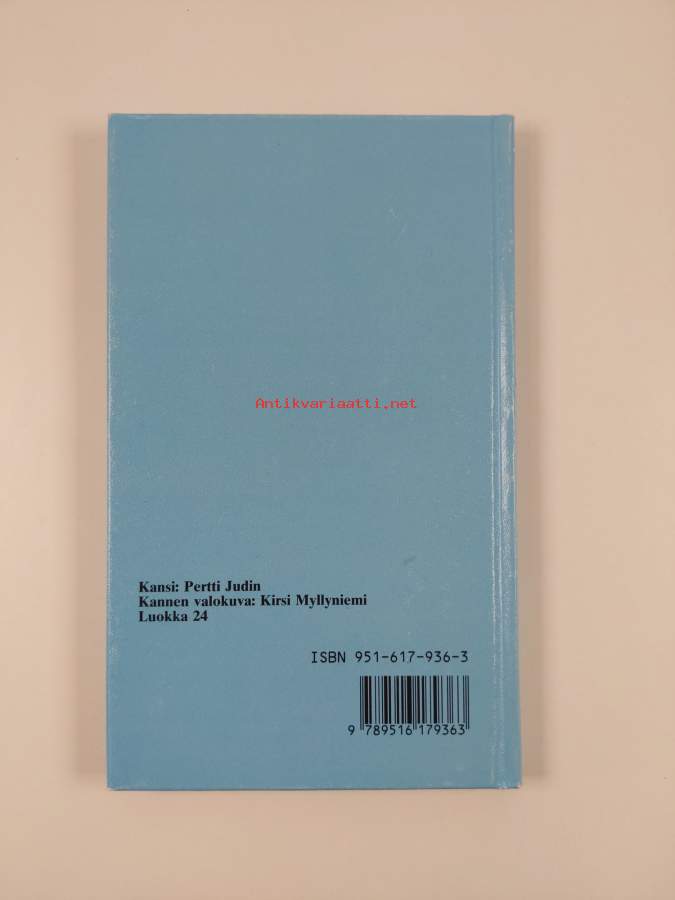 Antikvariaatti.net
Kansi: Pertti Judin
Kannen valokuva: Kirsi Myllyniemi
Luokka 24
ISBN 951-617-936-3
9 789516 179363